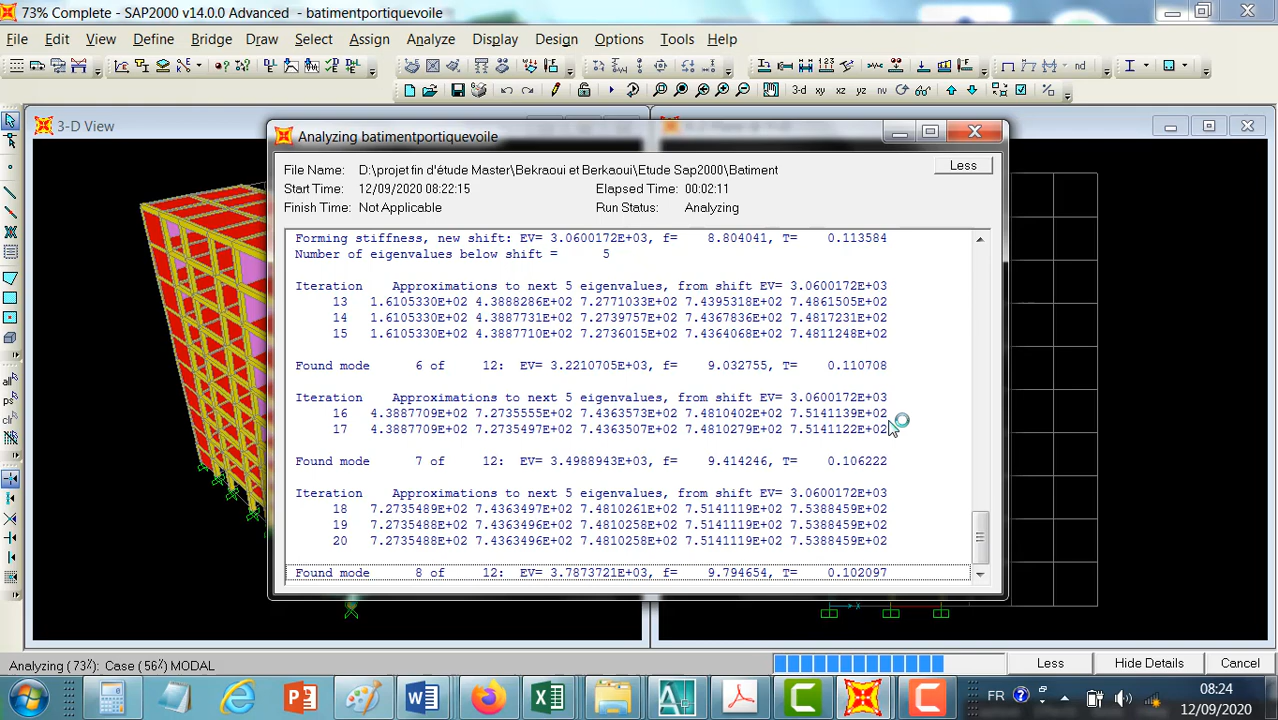 73% Complete - SAP2000 v14.0.0 Advanced - batimentportiquevoile
File Edit View Define Bridge Draw Select Assign Analyze Display Design Options Tools Help
nd
3-d xy xz yz nv
3-D View
all
ps
clr
Analyzing batimentportiquevoile
File Name: D:\projet fin d'étude Master\Bekraoui et Berkaoui\Etude Sap2000\Batiment
Less
Start Time: 12/09/2020 08:22:15 Elapsed Time: 00:02:11
Finish Time: Not Applicable Run Status: Analyzing
Forming stiffness, new shift: EV= 3.0600172E+03, f= 8.804041, T= 0.113584
Number of eigenvalues below shift = 5
Iteration Approximations to next 5 eigenvalues, from shift EV= 3.0600172E+03
13 1.6105330E+02 4.3888286E+02 7.2771033E+02 7.4395318E+02 7.4861505E+02
14 1.6105330E+02 4.3887731E+02 7.2739757E+02 7.4367836E+02 7.4817231E+02
15 1.6105330E+02 4.3887710E+02 7.2736015E+02 7.4364068E+02 7.4811248E+02
Found mode 6 of 12: EV= 3.2210705E+03, f= 9.032755, T= 0.110708
Iteration Approximations to next 5 eigenvalues, from shift EV= 3.0600172E+03
16 4.3887709E+02 7.2735555E+02 7.4363573E+02 7.4810402E+02 7.5141139E+02
17 4.3887709E+02 7.2735497E+02 7.4363507E+02 7.4810279E+02 7.5141122E+02
Found mode 7 of 12: EV= 3.4988943E+03, f= 9.414246, T= 0.106222
Iteration Approximations to next 5 eigenvalues, from shift EV= 3.0600172E+03
18 7.2735489E+02 7.4363497E+02 7.4810261E+02 7.5141119E+02 7.5388459E+02
19 7.2735488E+02 7.4363496E+02 7.4810258E+02 7.5141119E+02 7.5388459E+02
20 7.2735488E+02 7.4363496E+02 7.4810258E+02 7.5141119E+02 7.5388459E+02
Found mode 8 of 12: EV= 3.7873721E+03, f= 9.794654, T= 0.102097
X
Analyzing (73%): Case (56%) MODAL
Less Hide Details Cancel
FR
08:24
12/09/2020